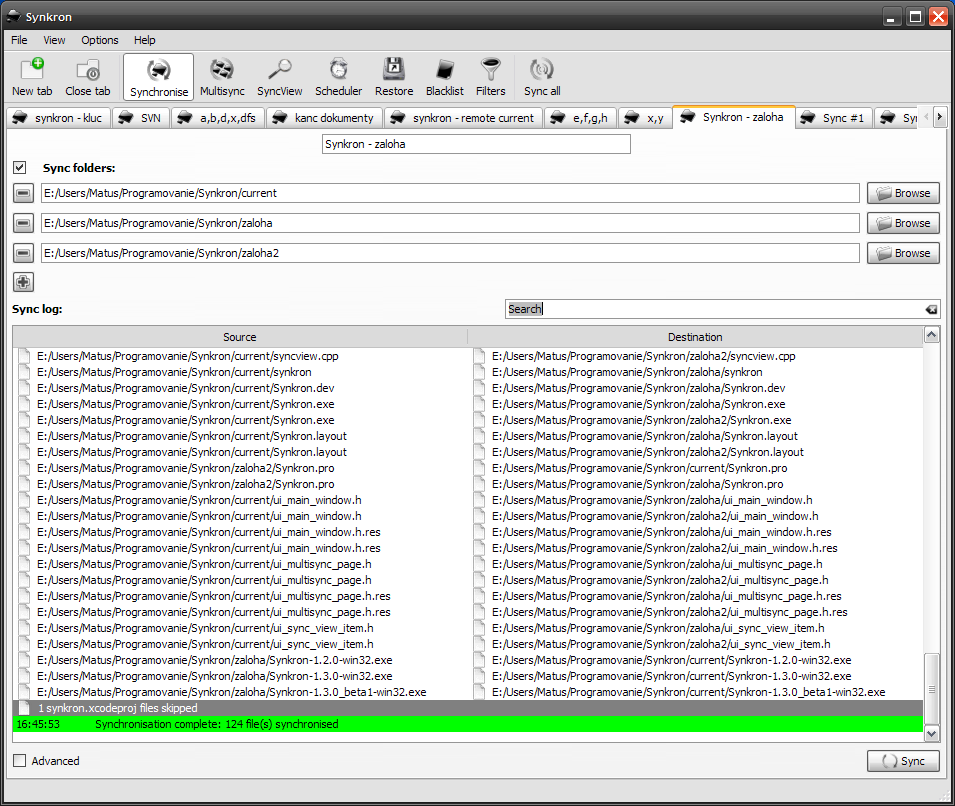 Synkron
File View Options Help
New tab Close tab Synchronise Multisync SyncView Scheduler Restore Blacklist Filters Sync all
synkron - kluc SVN a,b,d,x,dfs kanc dokumenty synkron - remote current e,f,g,h x,y Synkron - zaloha Sync #1 Syn
Synkron - zaloha
Sync folders:
E:/Users/Matus/Programovanie/Synkron/current Browse
E:/Users/Matus/Programovanie/Synkron/zaloha Browse
E:/Users/Matus/Programovanie/Synkron/zaloha2 Browse
Sync log: Search
Source Destination
E:/Users/Matus/Programovanie/Synkron/current/syncview.cpp E:/Users/Matus/Programovanie/Synkron/zaloha2/syncview.cpp
E:/Users/Matus/Programovanie/Synkron/current/synkron E:/Users/Matus/Programovanie/Synkron/zaloha/synkron
E:/Users/Matus/Programovanie/Synkron/current/Synkron.dev E:/Users/Matus/Programovanie/Synkron/zaloha/Synkron.dev
E:/Users/Matus/Programovanie/Synkron/current/Synkron.exe E:/Users/Matus/Programovanie/Synkron/zaloha/Synkron.exe
E:/Users/Matus/Programovanie/Synkron/current/Synkron.exe E:/Users/Matus/Programovanie/Synkron/zaloha2/Synkron.exe
E:/Users/Matus/Programovanie/Synkron/current/Synkron.layout E:/Users/Matus/Programovanie/Synkron/zaloha/Synkron.layout
E:/Users/Matus/Programovanie/Synkron/current/Synkron.layout E:/Users/Matus/Programovanie/Synkron/zaloha2/Synkron.layout
E:/Users/Matus/Programovanie/Synkron/zaloha2/Synkron.pro E:/Users/Matus/Programovanie/Synkron/current/Synkron.pro
E:/Users/Matus/Programovanie/Synkron/zaloha2/Synkron.pro E:/Users/Matus/Programovanie/Synkron/zaloha/Synkron.pro
E:/Users/Matus/Programovanie/Synkron/current/ui_main_window.h E:/Users/Matus/Programovanie/Synkron/zaloha/ui_main_window.h
E:/Users/Matus/Programovanie/Synkron/current/ui_main_window.h E:/Users/Matus/Programovanie/Synkron/zaloha2/ui_main_window.h
E:/Users/Matus/Programovanie/Synkron/current/ui_main_window.h.res E:/Users/Matus/Programovanie/Synkron/zaloha/ui_main_window.h.res
E:/Users/Matus/Programovanie/Synkron/current/ui_main_window.h.res E:/Users/Matus/Programovanie/Synkron/zaloha2/ui_main_window.h.res
E:/Users/Matus/Programovanie/Synkron/current/ui_multisync_page.h E:/Users/Matus/Programovanie/Synkron/zaloha/ui_multisync_page.h
E:/Users/Matus/Programovanie/Synkron/current/ui_multisync_page.h E:/Users/Matus/Programovanie/Synkron/zaloha2/ui_multisync_page.h
E:/Users/Matus/Programovanie/Synkron/current/ui_multisync_page.h.res E:/Users/Matus/Programovanie/Synkron/zaloha/ui_multisync_page.h.res
E:/Users/Matus/Programovanie/Synkron/current/ui_multisync_page.h.res E:/Users/Matus/Programovanie/Synkron/zaloha2/ui_multisync_page.h.res
E:/Users/Matus/Programovanie/Synkron/current/ui_sync_view_item.h E:/Users/Matus/Programovanie/Synkron/zaloha/ui_sync_view_item.h
E:/Users/Matus/Programovanie/Synkron/current/ui_sync_view_item.h E:/Users/Matus/Programovanie/Synkron/zaloha2/ui_sync_view_item.h
E:/Users/Matus/Programovanie/Synkron/zaloha/Synkron-1.2.0-win32.exe E:/Users/Matus/Programovanie/Synkron/current/Synkron-1.2.0-win32.exe
E:/Users/Matus/Programovanie/Synkron/zaloha/Synkron-1.3.0-win32.exe E:/Users/Matus/Programovanie/Synkron/current/Synkron-1.3.0-win32.exe
E:/Users/Matus/Programovanie/Synkron/zaloha/Synkron-1.3.0_beta1-win32.exe E:/Users/Matus/Programovanie/Synkron/current/Synkron-1.3.0_beta1-win32.exe
1 synkron.xcodeproj files skipped
16:45:53 Synchronisation complete: 124 file(s) synchronised
Advanced Sync